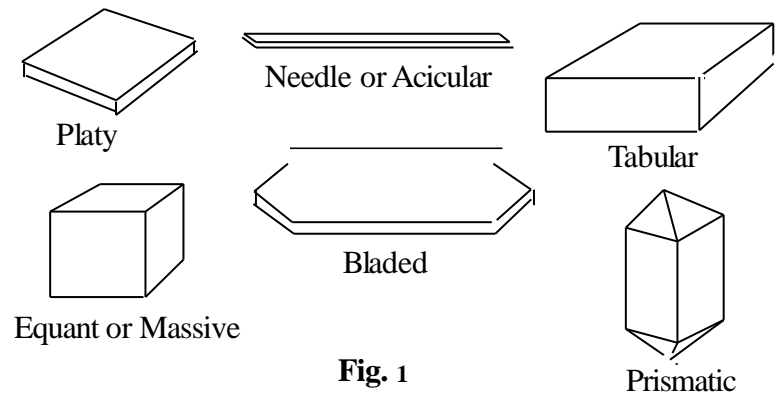 Needle or Acicular
Platy
Tabular
Bladed
Equant or Massive
Fig. 1
Prismatic